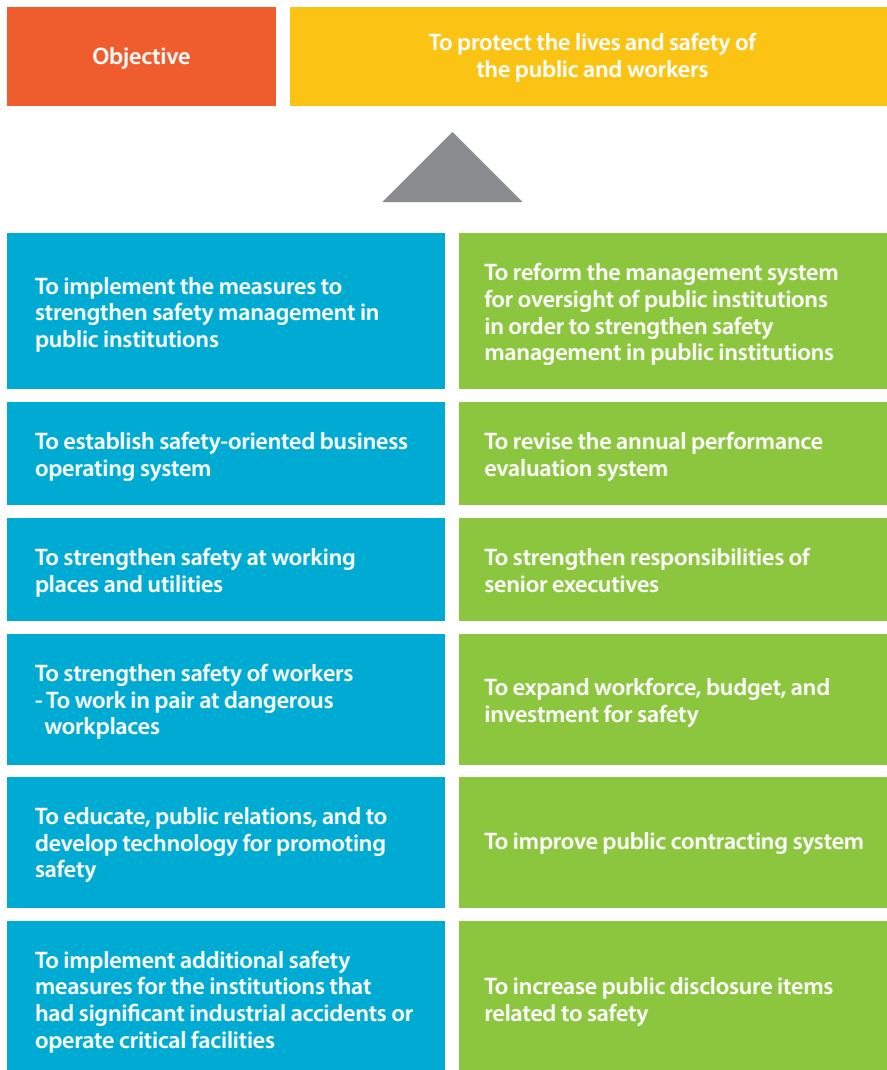 Objective
To protect the lives and safety of
the public and workers
To implement the measures to
strengthen safety management in
public institutions
To reform the management system
for oversight of public institutions
in order to strengthen safety
management in public institutions
To establish safety-oriented business
operating system
To revise the annual performance
evaluation system
To strengthen safety at working
places and utilities
To strengthen responsibilities of
senior executives
To strengthen safety of workers
- To work in pair at dangerous
workplaces
To expand workforce, budget, and
investment for safety
To educate, public relations, and to
develop technology for promoting
safety
To improve public contracting system
To implement additional safety
measures for the institutions that
had significant industrial accidents or
operate critical facilities
To increase public disclosure items
related to safety